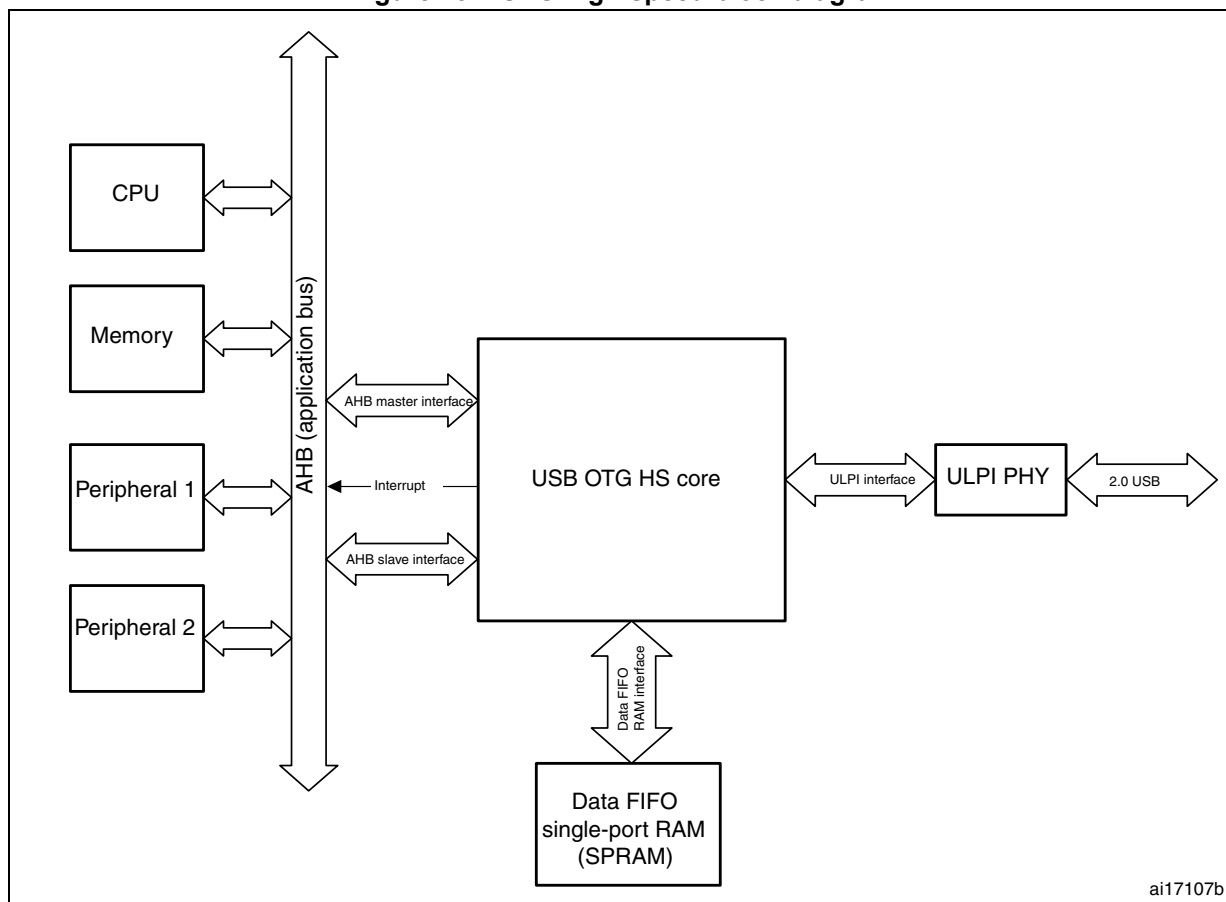 CPU
Memory
Peripheral 1
Peripheral 2
AHB (application bus)
AHB master interface
Interrupt
AHB slave interface
USB OTG HS core
ULPI interface
ULPI PHY
2.0 USB
Data FIFO
RAM interface
Data FIFO
single-port RAM
(SPRAM)
ai17107b